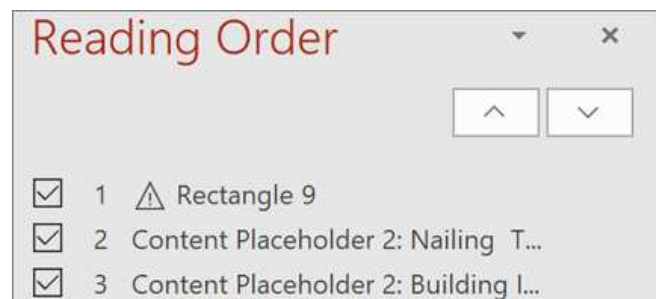 Reading Order
1 Rectangle 9
2 Content Placeholder 2: Nailing T...
3 Content Placeholder 2: Building I...